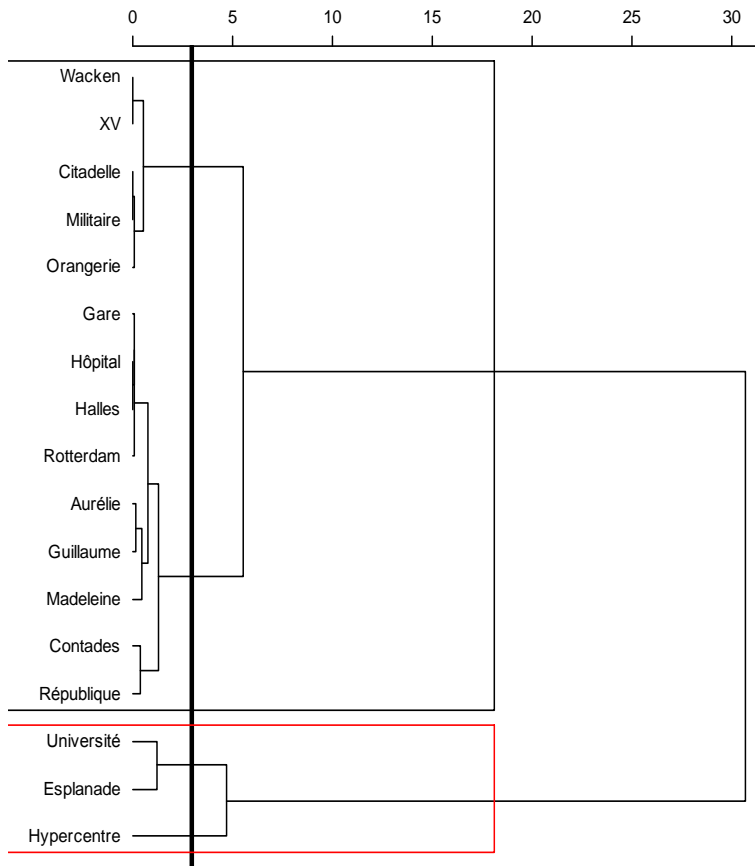 0 5 10 15 20 25 30
Wacken
XV
Citadelle
Militaire
Orangerie
Gare
Hôpital
Halles
Rotterdam
Aurélie
Guillaume
Madeleine
Contades
République
Université
Esplanade
Hypercentre